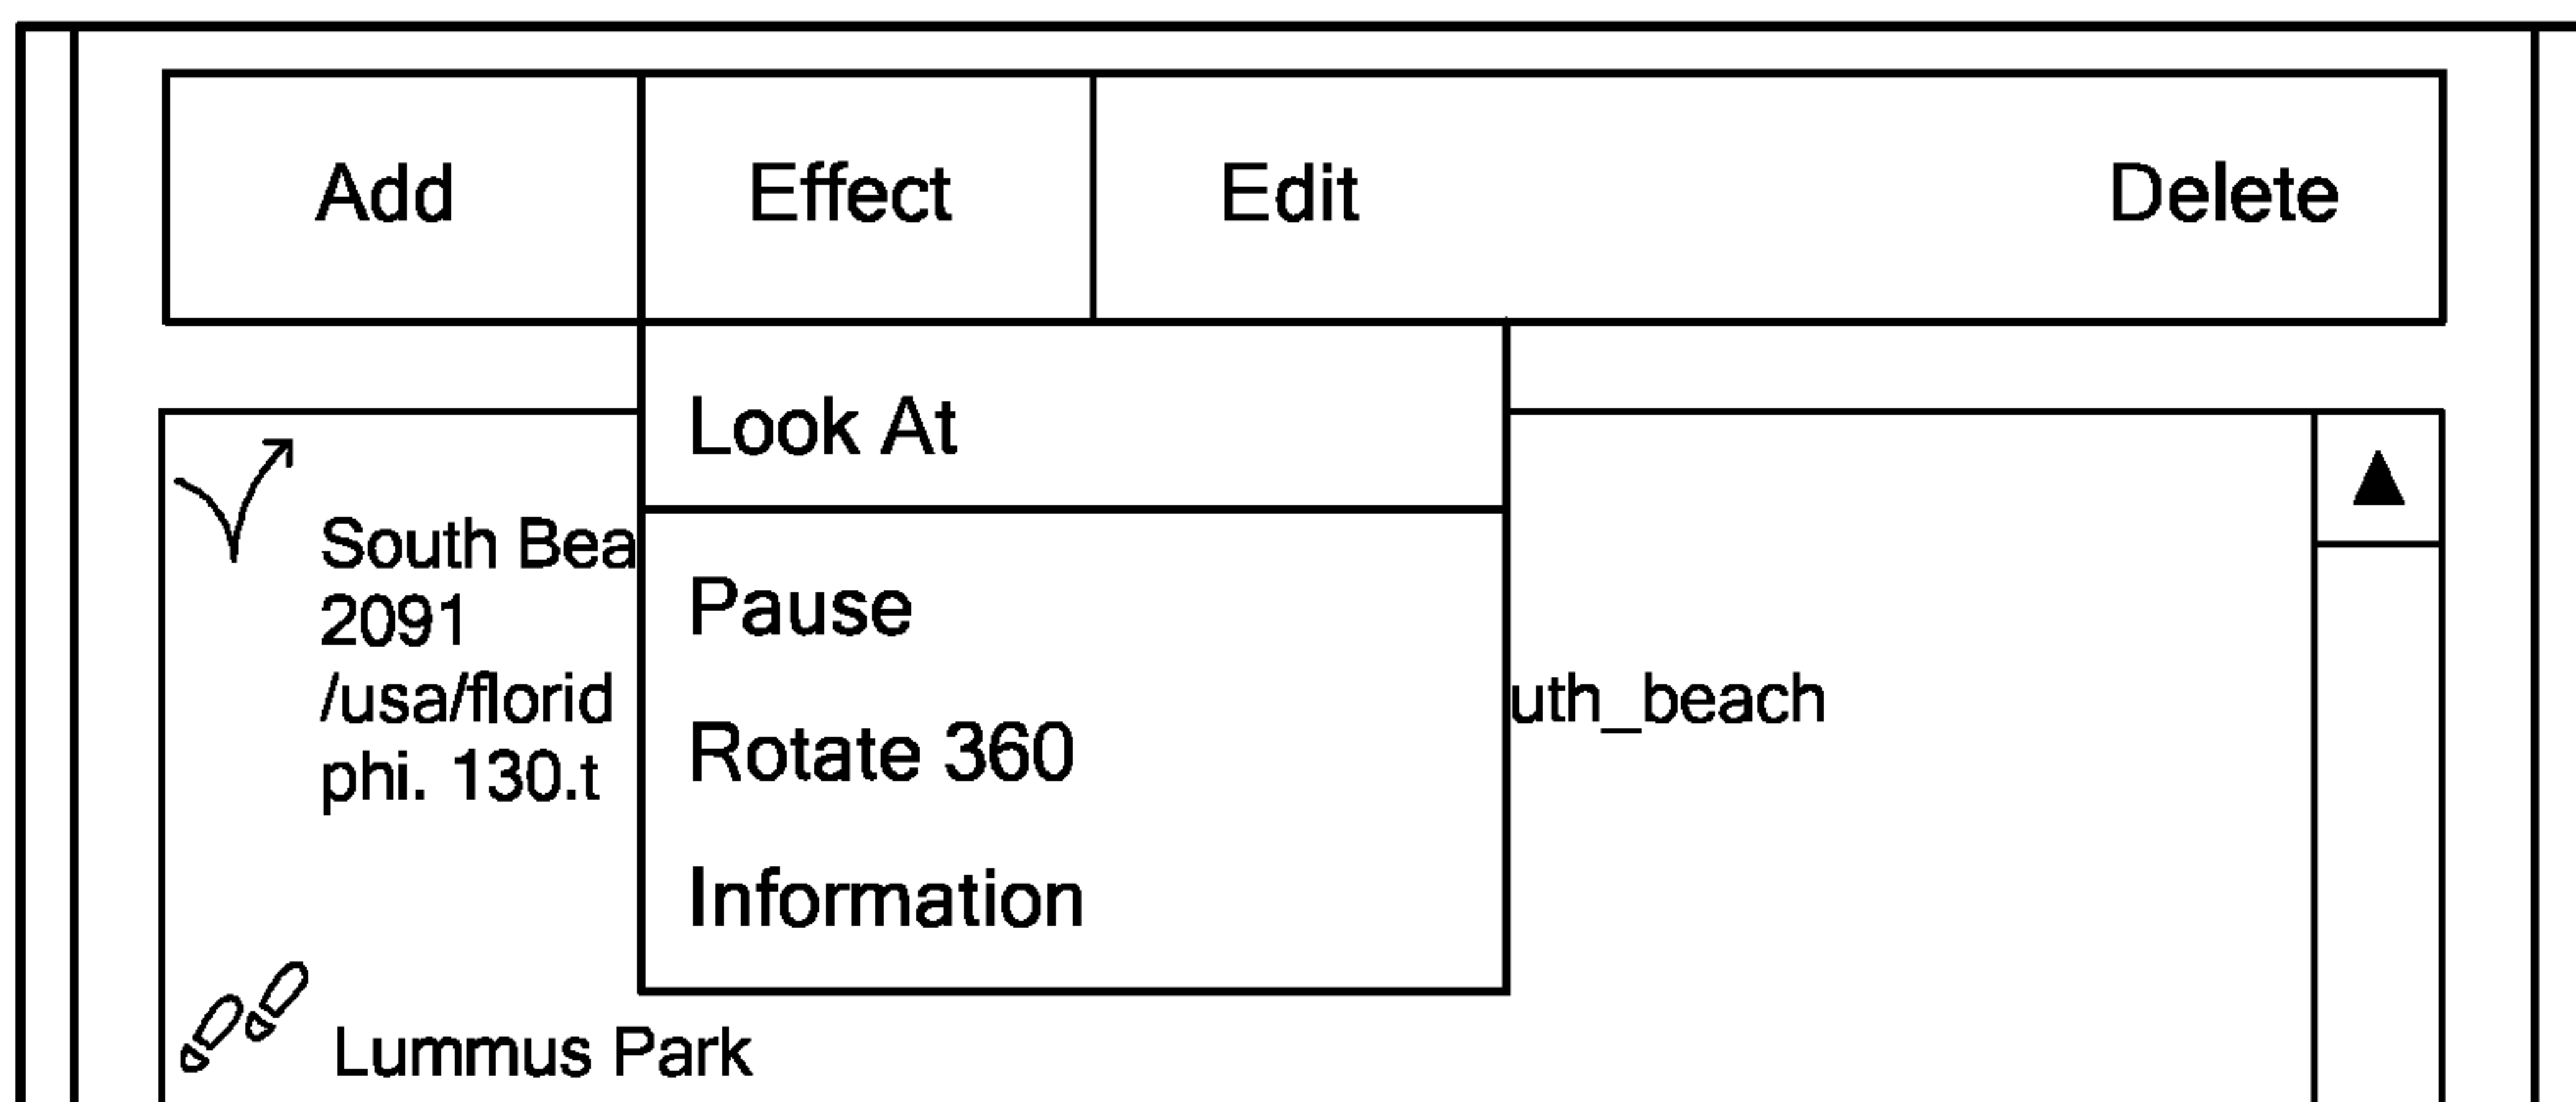 Add Effect Edit Delete
Look At
South Bea
2091
Pause
/usa/florid uth_beach
phi. 130.t
Rotate 360
Information
Lummus Park